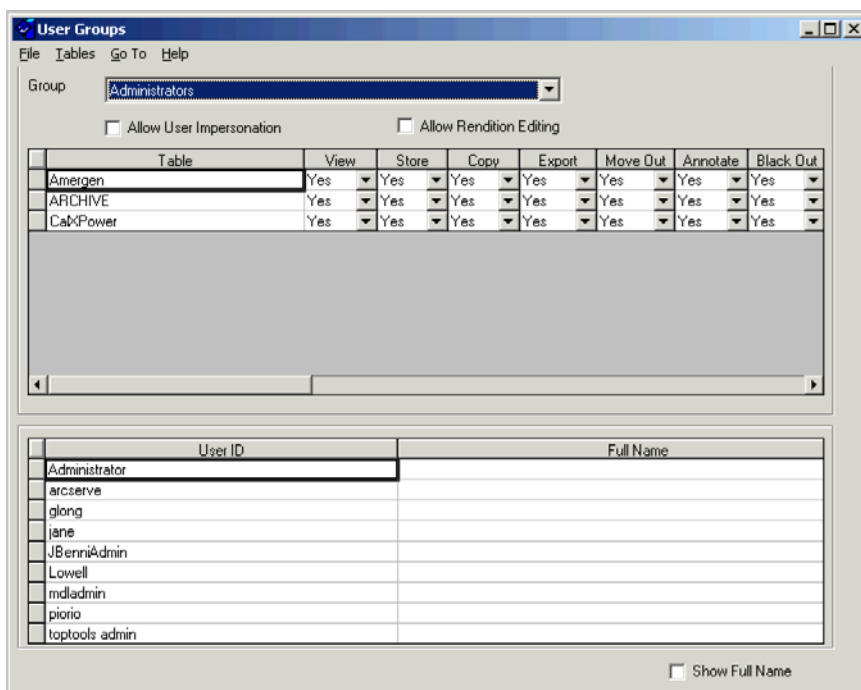 User Groups
File Tables Go To Help
Group Administrators
Allow User Impersonation Allow Rendition Editing
Table View Store Copy Export Move Out Annotate Black Out
Amergen Yes Yes Yes Yes Yes Yes Yes
ARCHIVE Yes Yes Yes Yes Yes Yes Yes
CalXPower Yes Yes Yes Yes Yes Yes Yes
User ID Full Name
Administrator
arcserve
glong
jane
JBenniAdmin
Lowell
mdladmin
piorio
toptools admin
Show Full Name